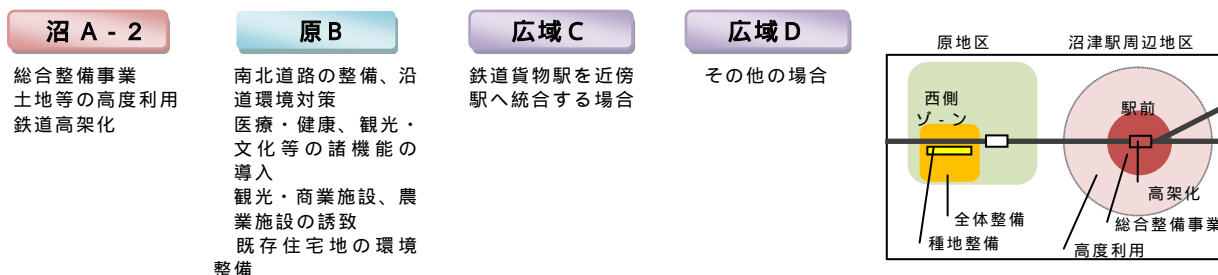 沼A-2
総合整備事業
土地等の高度利用
鉄道高架化
原B
南北道路の整備、沿
道環境対策
医療・健康、観光・
文化等の諸機能の
導入
観光・商業施設、農
業施設の誘致
既存住宅地の環境
整備
広域C
鉄道貨物駅を近傍
駅へ統合する場合
広域D
その他の場合
原地区
沼津駅周辺地区
西側
ゾ-ン
駅前
高架化
全体整備
総合整備事業
種地整備
高度利用